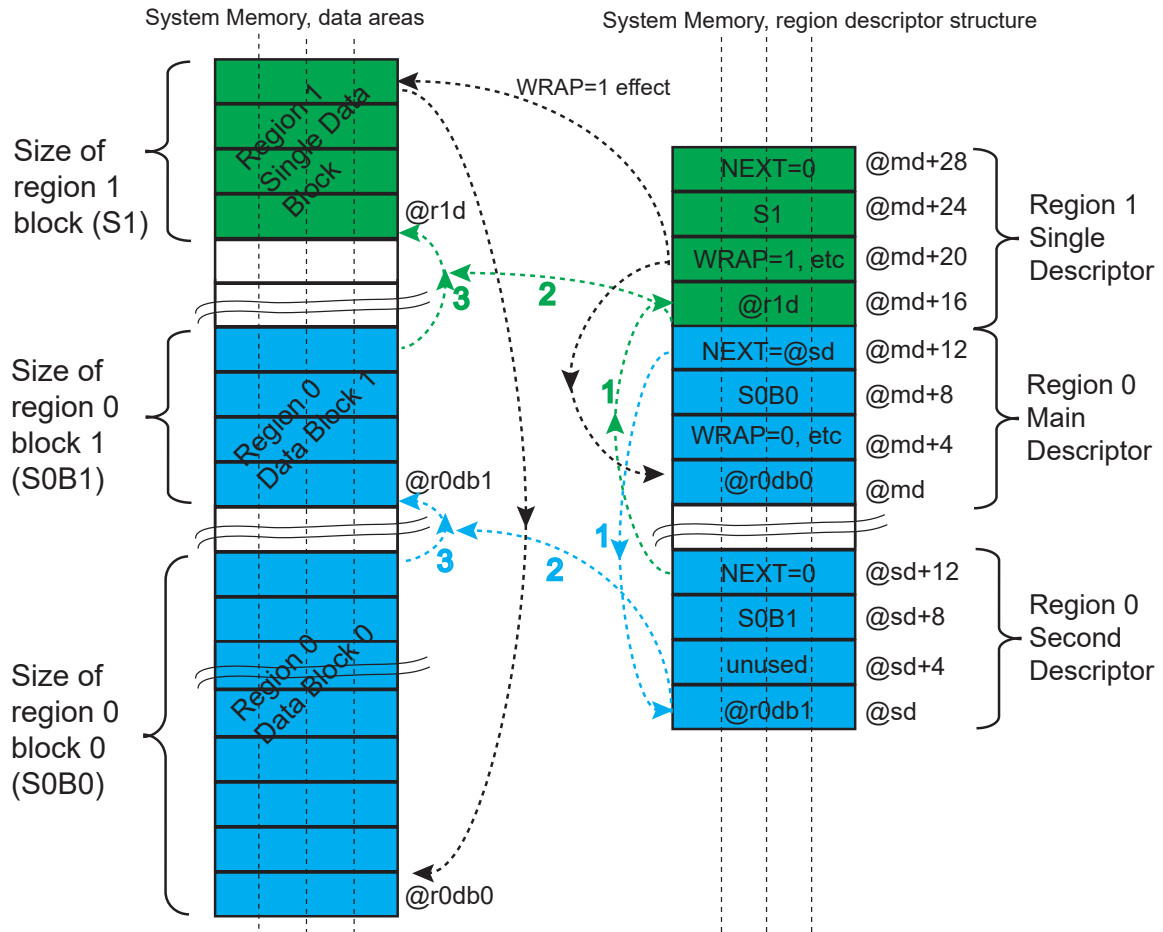 System Memory, data areas
System Memory, region descriptor structure
WRAP=1 effect
Size of
region 1
block (S1)
Region 1
Single Data
Block
@r1d
3
2
Size of
region 0
block 1
(S0B1)
Region 0
Data Block 1
@r0db1
3
2
Size of
region 0
block 0
(S0B0)
Region 0
Data Block 0
@r0db0
1
1
NEXT=0
@md+28
S1
@md+24
WRAP=1, etc
@md+20
@r1d
@md+16
Region 1
Single
Descriptor
NEXT=@sd
@md+12
S0B0
@md+8
WRAP=0, etc
@md+4
@r0db0
@md
Region 0
Main
Descriptor
NEXT=0
@sd+12
S0B1
@sd+8
unused
@sd+4
@r0db1
@sd
Region 0
Second
Descriptor